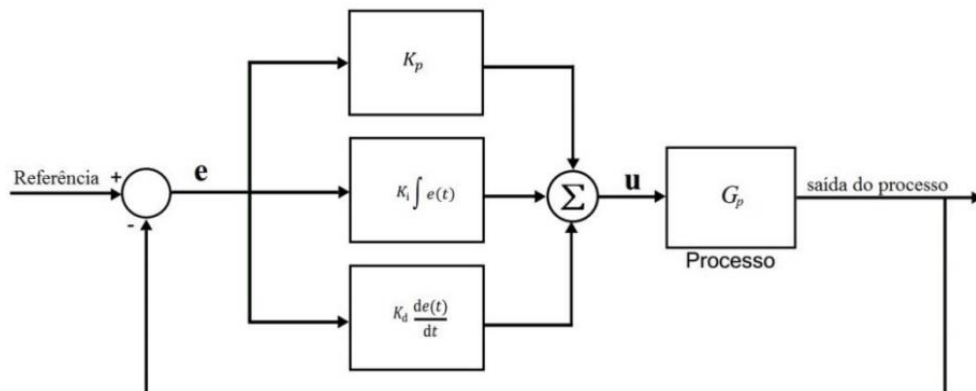 K_p
Referência
+
e
-
K_i ∫ e(t)
Σ
u
G_p
saída do processo
Processo
K_d de(t)/dt